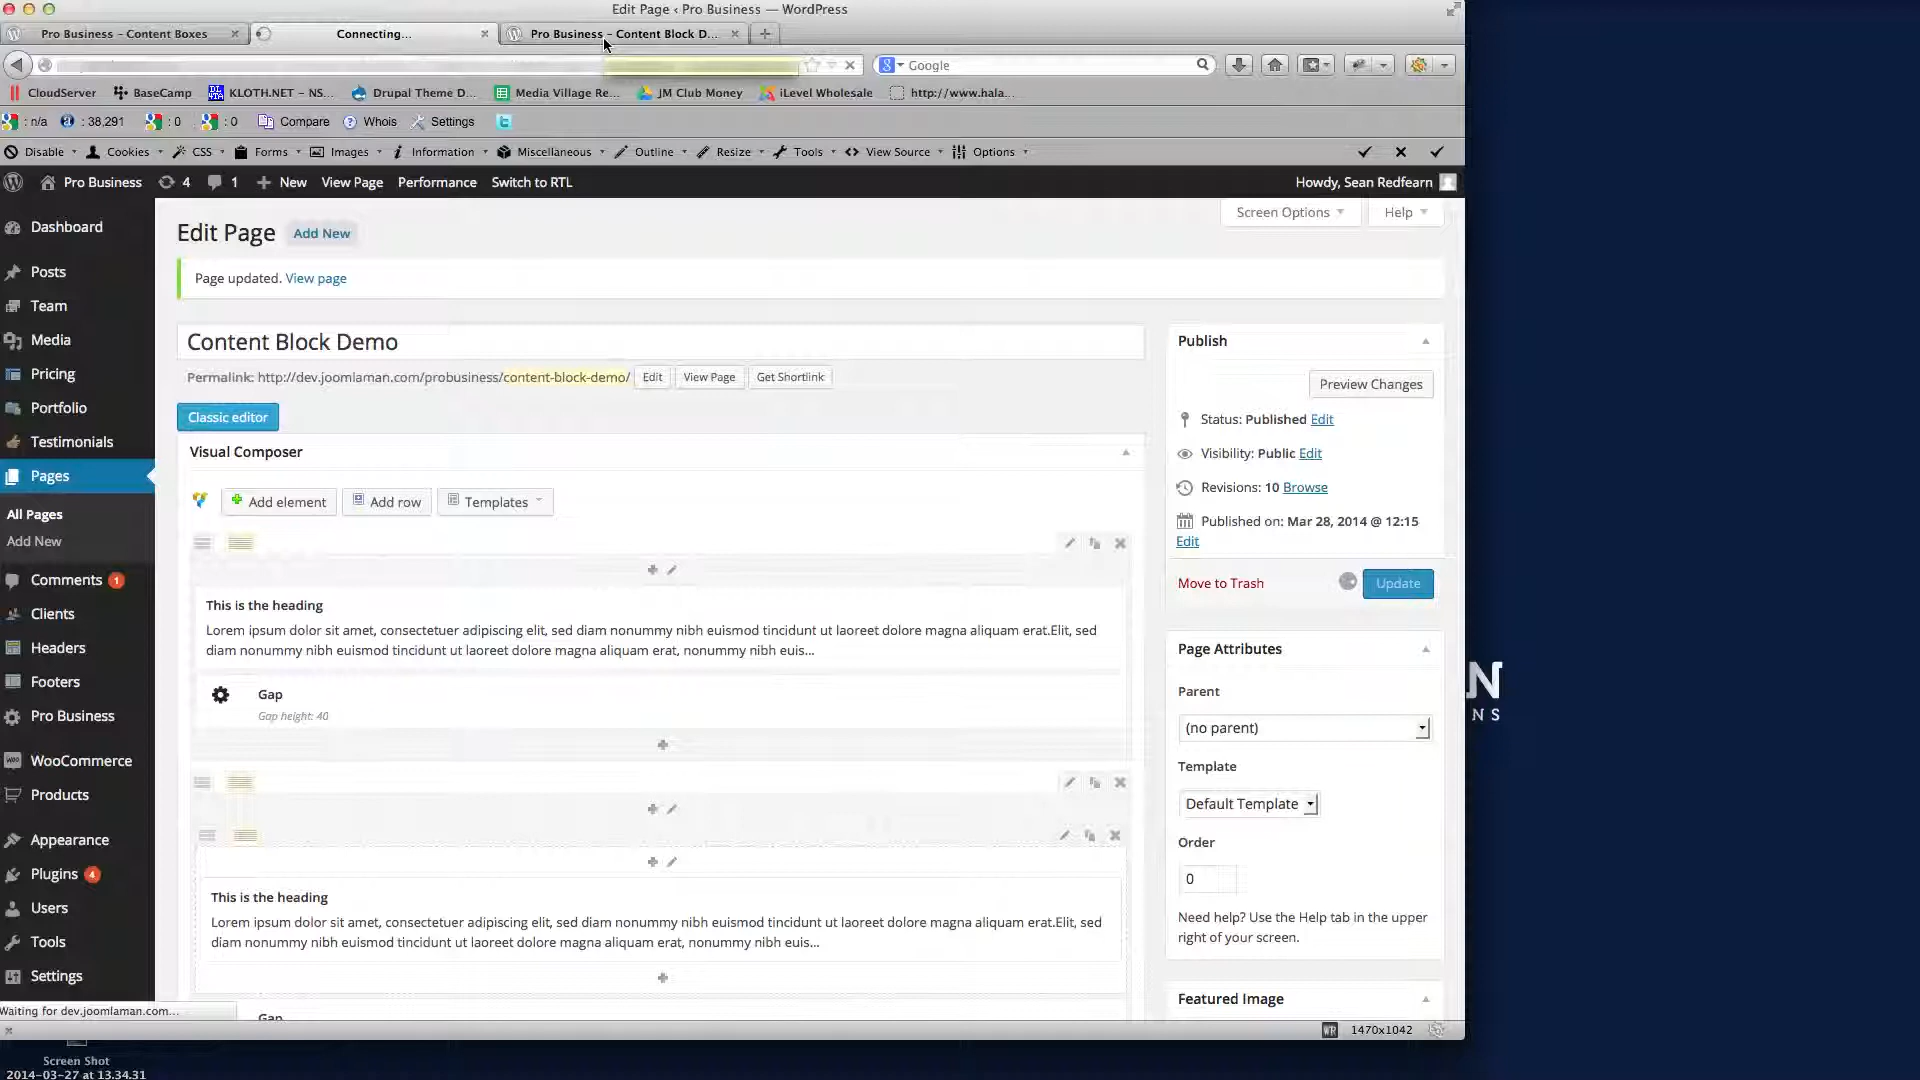 Edit Page ‹ Pro Business — WordPress
Pro Business – Content Boxes
Connecting...
Pro Business – Content Block D...
Google
CloudServer
BaseCamp
KLOTH.NET – NS...
Drupal Theme D...
Media Village Re...
JM Club Money
iLevel Wholesale
http://www.hala...
: n/a
: 38,291
: 0
: 0
Compare
Whois
Settings
Disable
Cookies
CSS
Forms
Images
Information
Miscellaneous
Outline
Resize
Tools
View Source
Options
Pro Business
4
1
New
View Page
Performance
Switch to RTL
Howdy, Sean Redfearn
Dashboard
Posts
Team
Media
Pricing
Portfolio
Testimonials
Pages
All Pages
Add New
Comments 1
Clients
Headers
Footers
Pro Business
WooCommerce
Products
Appearance
Plugins 4
Users
Tools
Settings
Screen Options
Help
Edit Page
Add New
Page updated. View page
Content Block Demo
Permalink: http://dev.joomlaman.com/probusiness/content-block-demo/
Edit
View Page
Get Shortlink
Classic editor
Visual Composer
Add element
Add row
Templates
This is the heading
Lorem ipsum dolor sit amet, consectetuer adipiscing elit, sed diam nonummy nibh euismod tincidunt ut laoreet dolore magna aliquam erat.Elit, sed
diam nonummy nibh euismod tincidunt ut laoreet dolore magna aliquam erat, nonummy nibh euis...
Gap
Gap height: 40
This is the heading
Lorem ipsum dolor sit amet, consectetuer adipiscing elit, sed diam nonummy nibh euismod tincidunt ut laoreet dolore magna aliquam erat.Elit, sed
diam nonummy nibh euismod tincidunt ut laoreet dolore magna aliquam erat, nonummy nibh euis...
Gap
Publish
Preview Changes
Status: Published Edit
Visibility: Public Edit
Revisions: 10 Browse
Published on: Mar 28, 2014 @ 12:15
Edit
Move to Trash
Update
Page Attributes
Parent
(no parent)
Template
Default Template
Order
0
Need help? Use the Help tab in the upper
right of your screen.
Featured Image
Waiting for dev.joomlaman.com...
WR
1470x1042
N
N S
Screen Shot
2014-03-27 at 13.34.31